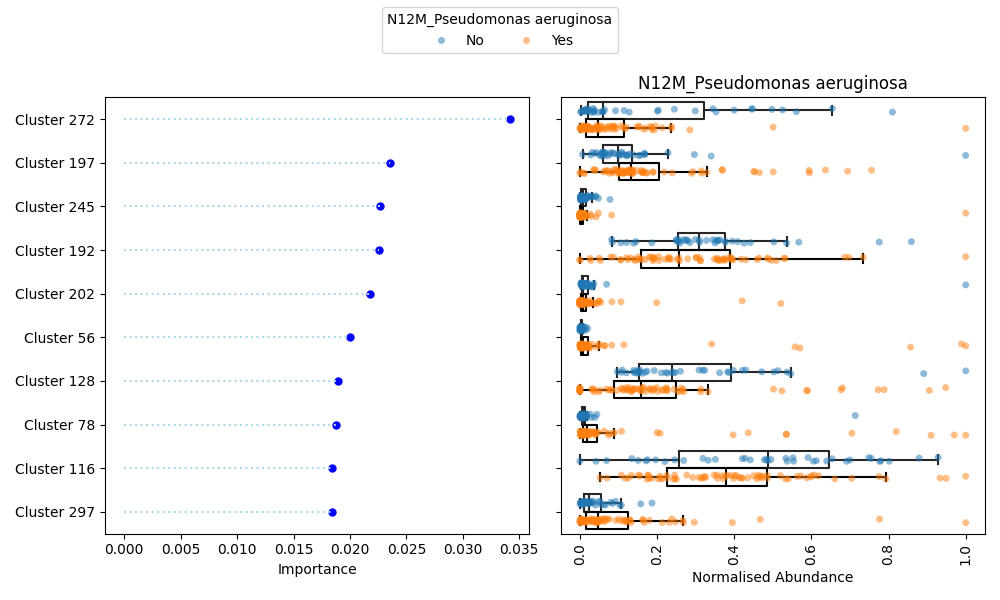 N12M_Pseudomonas aeruginosa
No Yes
N12M_Pseudomonas aeruginosa
Cluster 272
Cluster 197
Cluster 245
Cluster 192
Cluster 202
Cluster 56
Cluster 128
Cluster 78
Cluster 116
Cluster 297
0.000 0.005 0.010 0.015 0.020 0.025 0.030 0.035
Importance
0.0 0.2 0.4 0.6 0.8 1.0
Normalised Abundance